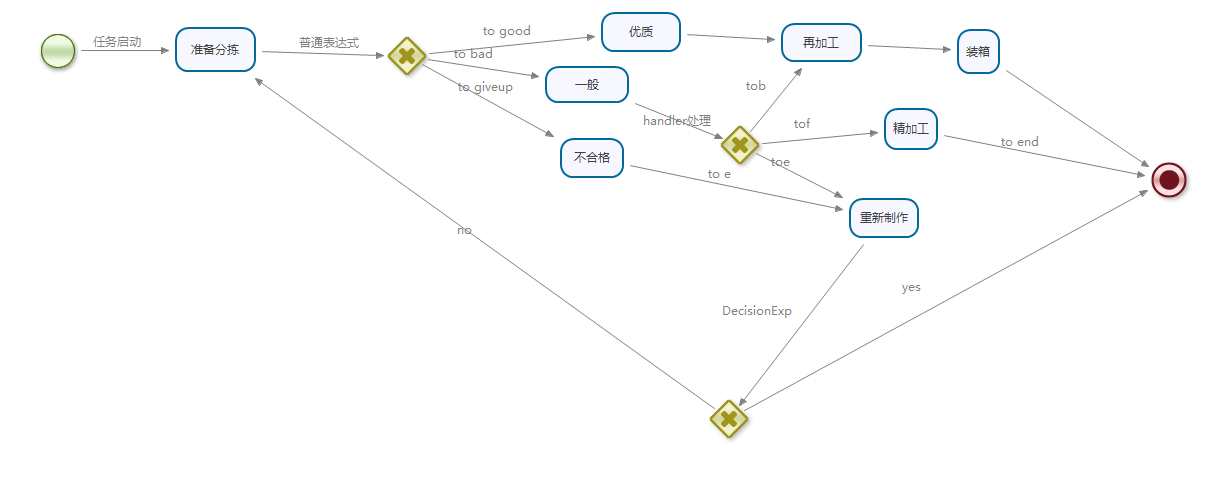 任务启动
准备分拣
普通表达式
to good
优质
再加工
装箱
to bad
一般
to giveup
handler处理
tob
tof
精加工
to end
不合格
to e
toe
重新制作
no
yes
DecisionExp